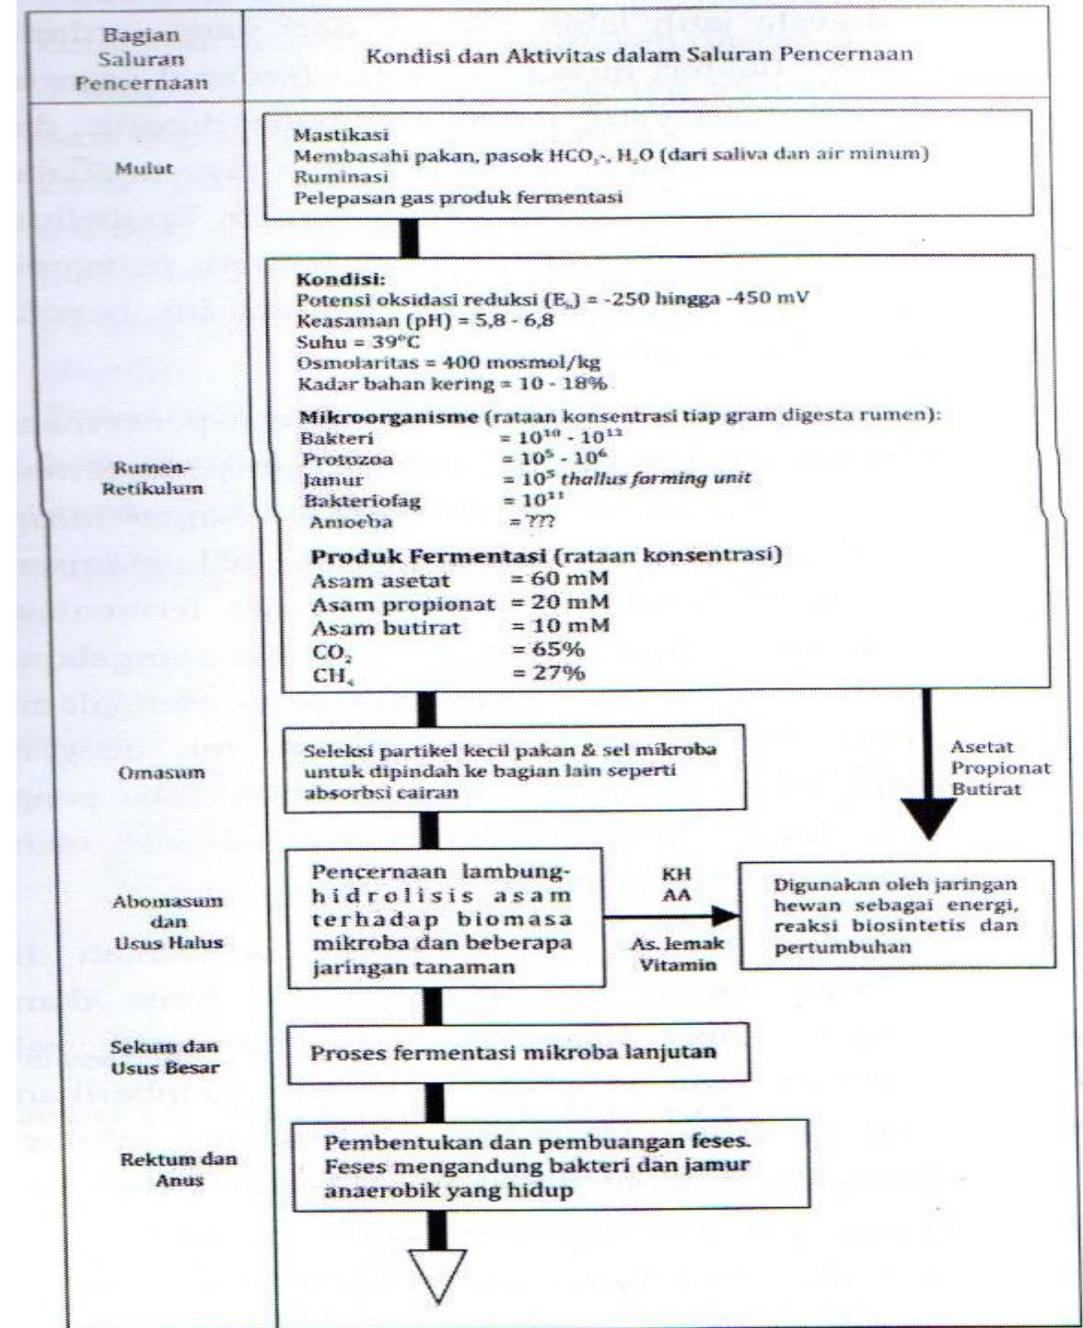 Bagian
Saluran
Pencernaan
Kondisi dan Aktivitas dalam Saluran Pencernaan
Mulut
Mastikasi
Membasahi pakan, pasok HCO₃-, H₂O (dari saliva dan air minum)
Ruminasi
Pelepasan gas produk fermentasi
Rumen-
Retikulum
Kondisi:
Potensi oksidasi reduksi (Eₕ) = -250 hingga -450 mV
Keasaman (pH) = 5,8 - 6,8
Suhu = 39°C
Osmolaritas = 400 mosmol/kg
Kadar bahan kering = 10 - 18%
Mikroorganisme (rataan konsentrasi tiap gram digesta rumen):
Bakteri = 10¹⁰ - 10¹²
Protozoa = 10⁵ - 10⁶
Jamur = 10⁵ thallus forming unit
Bakteriofag = 10¹¹
Amoeba = ???
Produk Fermentasi (rataan konsentrasi)
Asam asetat = 60 mM
Asam propionat = 20 mM
Asam butirat = 10 mM
CO₂ = 65%
CH₄ = 27%
Omasum
Seleksi partikel kecil pakan & sel mikroba
untuk dipindah ke bagian lain seperti
absorbsi cairan
Asetat
Propionat
Butirat
Abomasum
dan
Usus Halus
Pencernaan lambung-
hidrolisis asam
terhadap biomasa
mikroba dan beberapa
jaringan tanaman
KH
AA
As. lemak
Vitamin
Digunakan oleh jaringan
hewan sebagai energi,
reaksi biosintetis dan
pertumbuhan
Sekum dan
Usus Besar
Proses fermentasi mikroba lanjutan
Rektum dan
Anus
Pembentukan dan pembuangan feses.
Feses mengandung bakteri dan jamur
anaerobik yang hidup